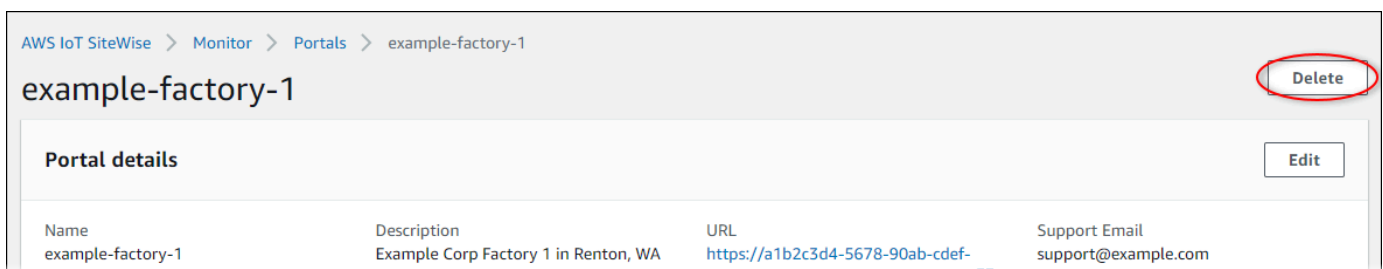 AWS IoT SiteWise > Monitor > Portals > example-factory-1
example-factory-1
Delete
Portal details
Edit
Name
Description
URL
Support Email
example-factory-1
Example Corp Factory 1 in Renton, WA
https://a1b2c3d4-5678-90ab-cdef-
support@example.com